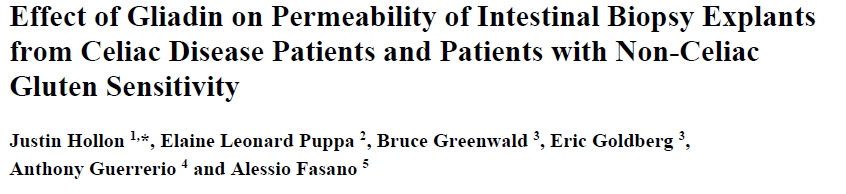 Effect of Gliadin on Permeability of Intestinal Biopsy Explants
from Celiac Disease Patients and Patients with Non-Celiac
Gluten Sensitivity
Justin Hollon 1,*, Elaine Leonard Puppa 2, Bruce Greenwald 3, Eric Goldberg 3,
Anthony Guerrerio 4 and Alessio Fasano 5